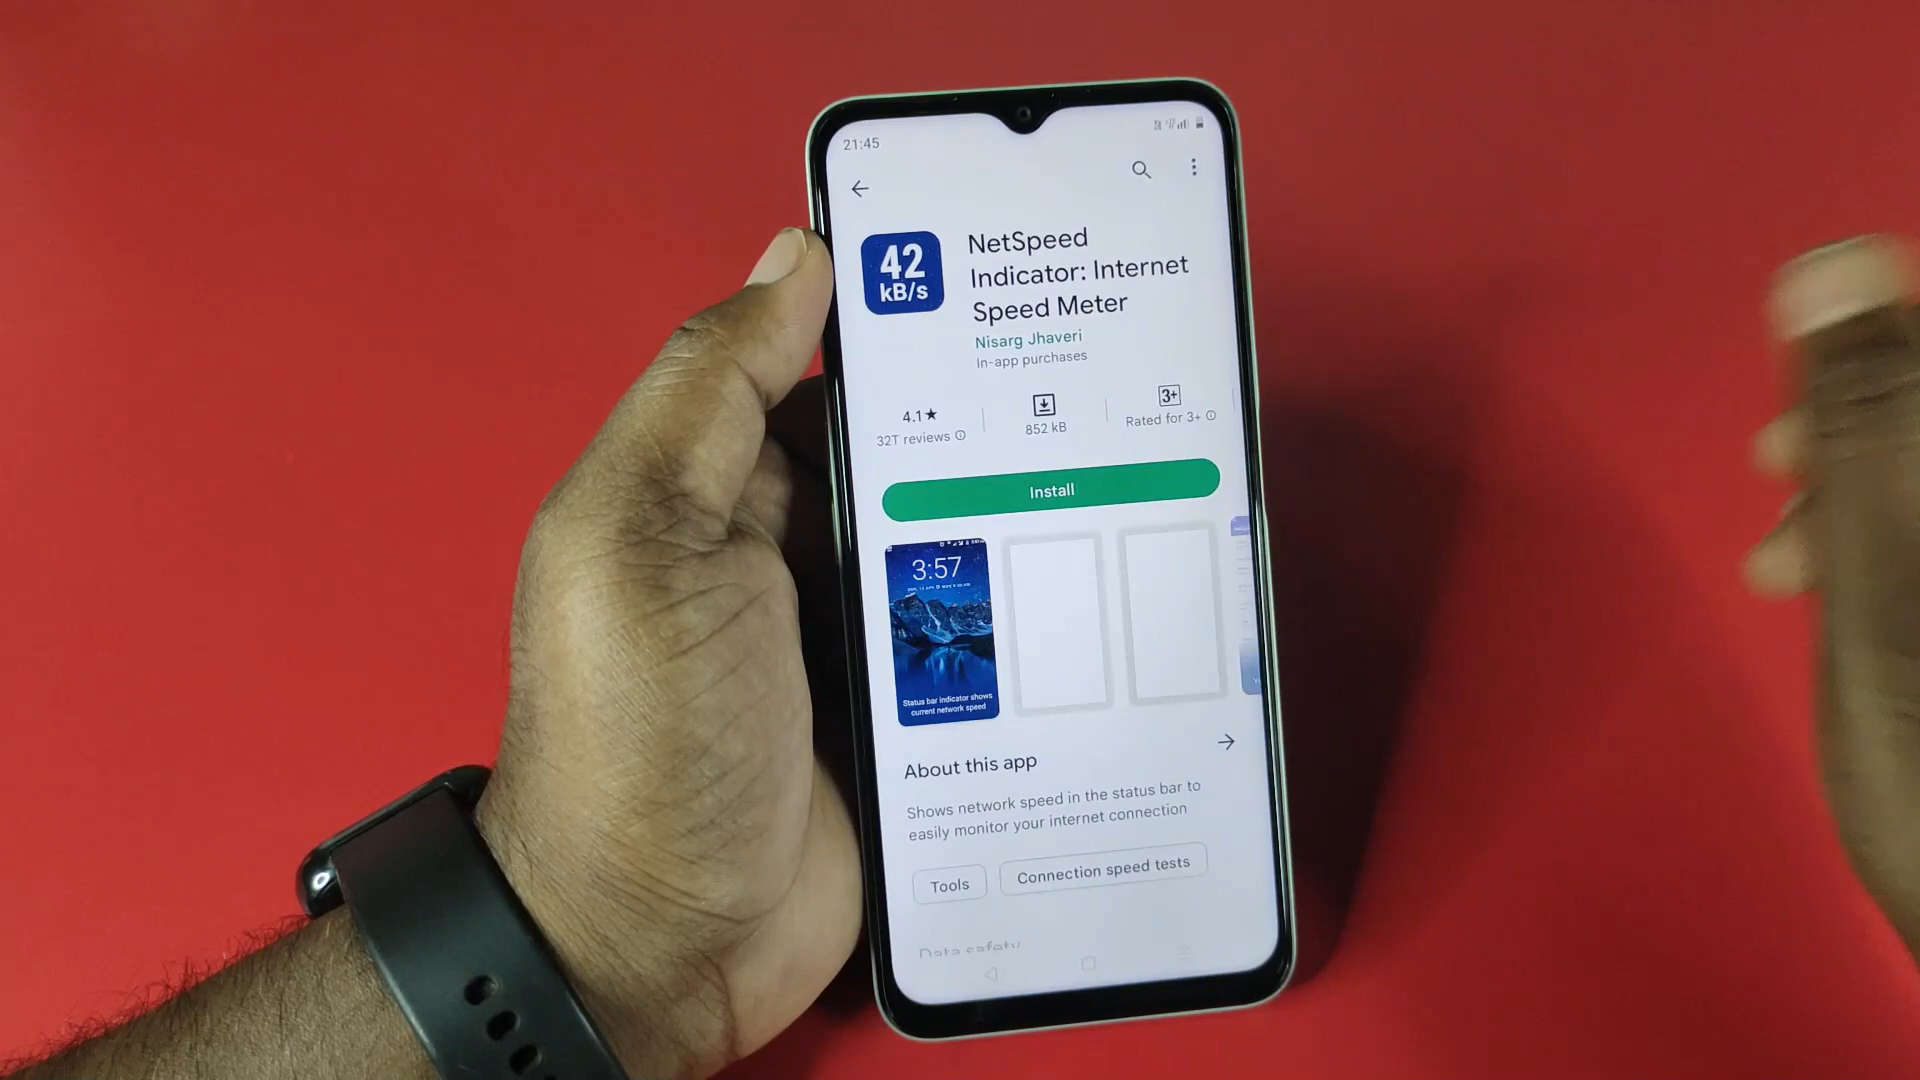 21:45
42
kB/s
NetSpeed
Indicator: Internet
Speed Meter
Nisarg Jhaveri
In-app purchases
4.1★
32T reviews
852 kB
3+
Rated for 3+
Install
3:57
Status bar indicator shows
current network speed
About this app
Shows network speed in the status bar to
easily monitor your internet connection
Tools
Connection speed tests
Data safety